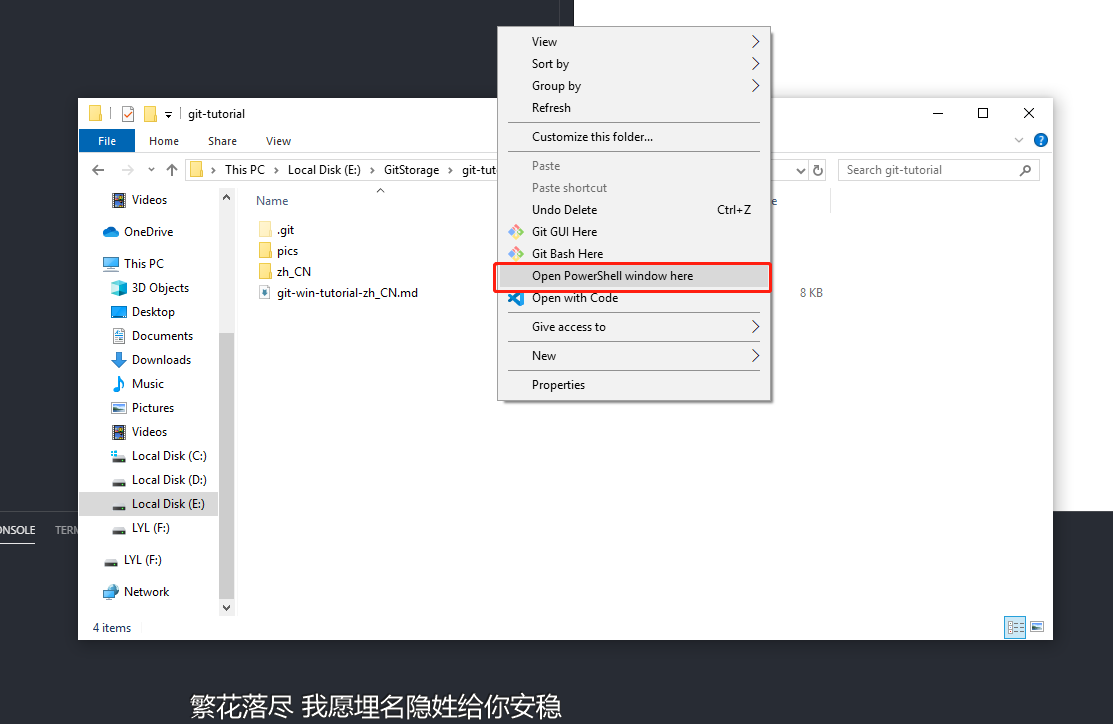 git-tutorial
File Home Share View
This PC Local Disk (E:) GitStorage git-tut
Search git-tutorial
Videos
OneDrive
This PC
3D Objects
Desktop
Documents
Downloads
Music
Pictures
Videos
Local Disk (C:)
Local Disk (D:)
Local Disk (E:)
LYL (F:)
LYL (F:)
Network
Name
.git
pics
zh_CN
git-win-tutorial-zh_CN.md
8 KB
View
Sort by
Group by
Refresh
Customize this folder...
Paste
Paste shortcut
Undo Delete Ctrl+Z
Git GUI Here
Git Bash Here
Open PowerShell window here
Open with Code
Give access to
New
Properties
4 items
ONSOLE TERM
繁花落尽 我愿埋名隐姓给你安稳